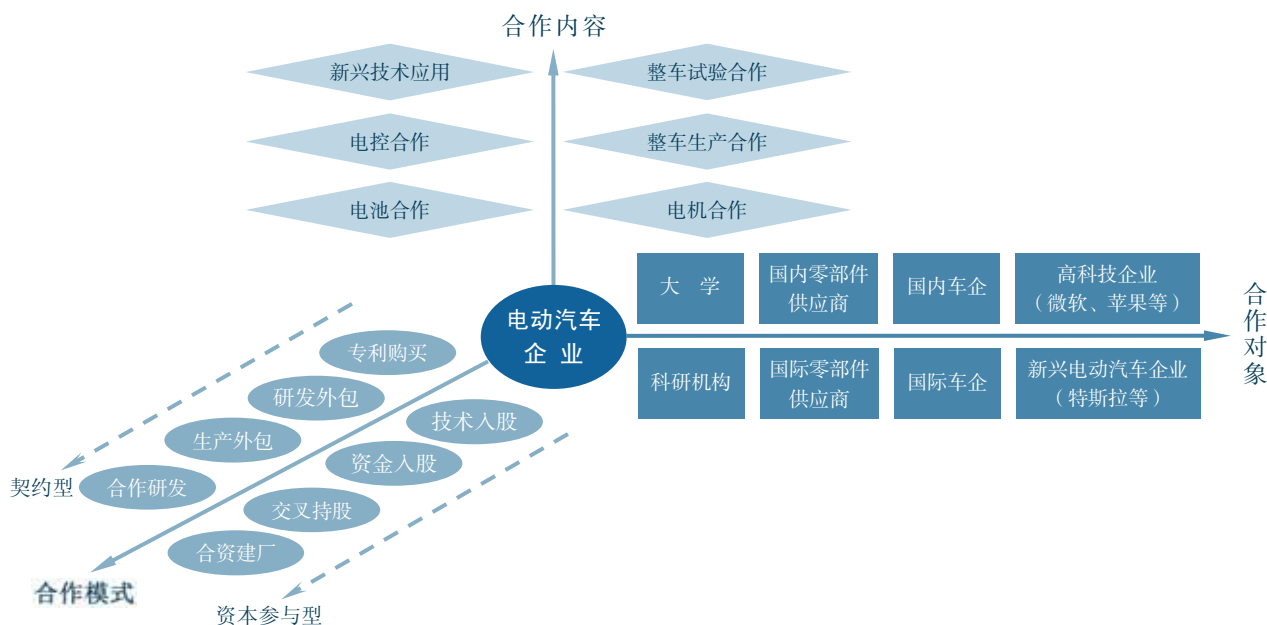 合作内容
新兴技术应用
整车试验合作
电控合作
整车生产合作
电池合作
电机合作
大 学
国内零部件
供应商
国内车企
高科技企业
（微软、苹果等）
电动汽车
企业
合作对象
科研机构
国际零部件
供应商
国际车企
新兴电动汽车企业
（特斯拉等）
专利购买
研发外包
生产外包
合作研发
契约型
技术入股
资金入股
交叉持股
合资建厂
合作模式
资本参与型